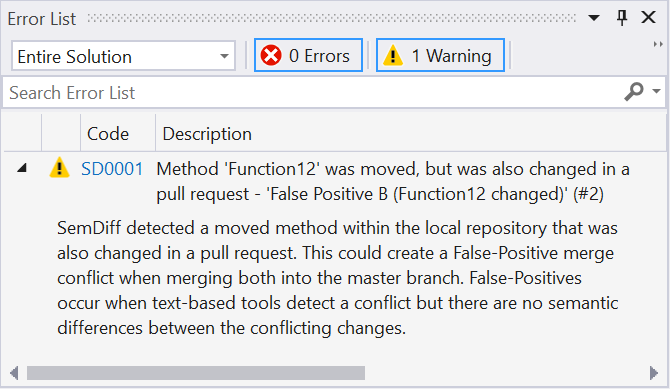 Error List
Entire Solution
0 Errors
1 Warning
Search Error List
Code
Description
SD0001
Method 'Function12' was moved, but was also changed in a
pull request - 'False Positive B (Function12 changed)' (#2)
SemDiff detected a moved method within the local repository that was
also changed in a pull request. This could create a False-Positive merge
conflict when merging both into the master branch. False-Positives
occur when text-based tools detect a conflict but there are no semantic
differences between the conflicting changes.